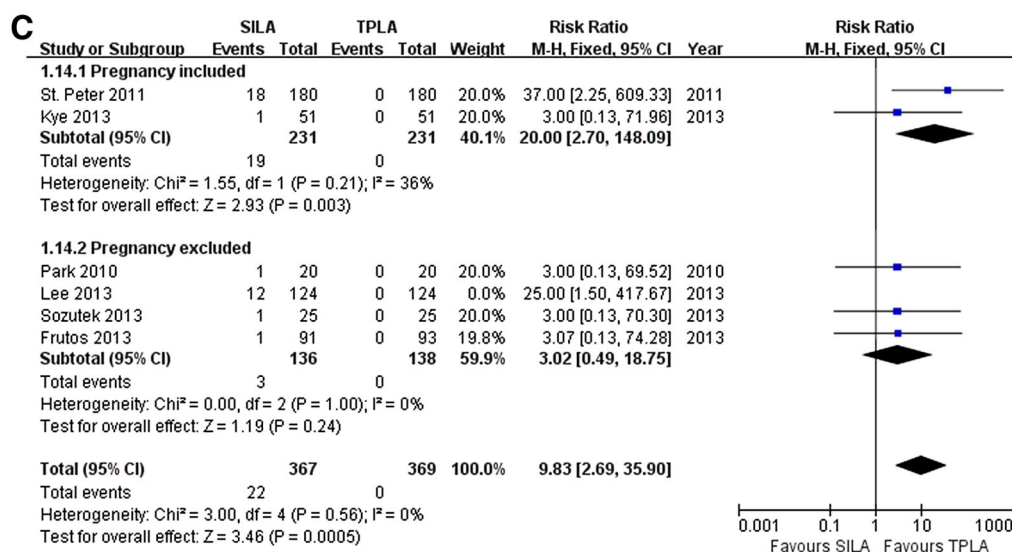 C
SILA TPLA Risk Ratio Risk Ratio
Study or Subgroup Events Total Events Total Weight M-H, Fixed, 95% CI Year M-H, Fixed, 95% CI
1.14.1 Pregnancy included
St. Peter 2011 18 180 0 180 20.0% 37.00 [2.25, 609.33] 2011
Kye 2013 1 51 0 51 20.0% 3.00 [0.13, 71.96] 2013
Subtotal (95% CI) 231 231 40.1% 20.00 [2.70, 148.09]
Total events 19 0
Heterogeneity: Chi² = 1.55, df = 1 (P = 0.21); I² = 36%
Test for overall effect: Z = 2.93 (P = 0.003)
1.14.2 Pregnancy excluded
Park 2010 1 20 0 20 20.0% 3.00 [0.13, 69.52] 2010
Lee 2013 12 124 0 124 0.0% 25.00 [1.50, 417.67] 2013
Sozutek 2013 1 25 0 25 20.0% 3.00 [0.13, 70.30] 2013
Frutos 2013 1 91 0 93 19.8% 3.07 [0.13, 74.28] 2013
Subtotal (95% CI) 136 138 59.9% 3.02 [0.49, 18.75]
Total events 3 0
Heterogeneity: Chi² = 0.00, df = 2 (P = 1.00); I² = 0%
Test for overall effect: Z = 1.19 (P = 0.24)
Total (95% CI) 367 369 100.0% 9.83 [2.69, 35.90]
Total events 22 0
Heterogeneity: Chi² = 3.00, df = 4 (P = 0.56); I² = 0%
Test for overall effect: Z = 3.46 (P = 0.0005)
0.001 0.1 1 10 1000
Favours SILA Favours TPLA